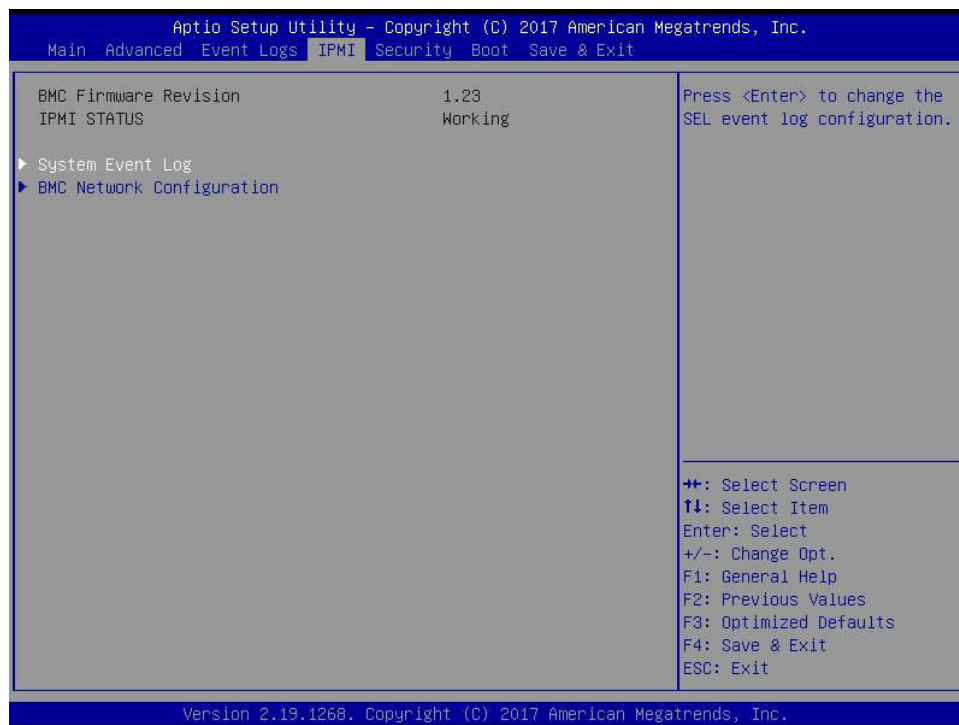 Aptio Setup Utility – Copyright (C) 2017 American Megatrends, Inc.
Main Advanced Event Logs IPMI Security Boot Save & Exit
BMC Firmware Revision 1.23
IPMI STATUS Working
System Event Log
BMC Network Configuration
Press <Enter> to change the
SEL event log configuration.
→←: Select Screen
↑↓: Select Item
Enter: Select
+/-: Change Opt.
F1: General Help
F2: Previous Values
F3: Optimized Defaults
F4: Save & Exit
ESC: Exit
Version 2.19.1268. Copyright (C) 2017 American Megatrends, Inc.